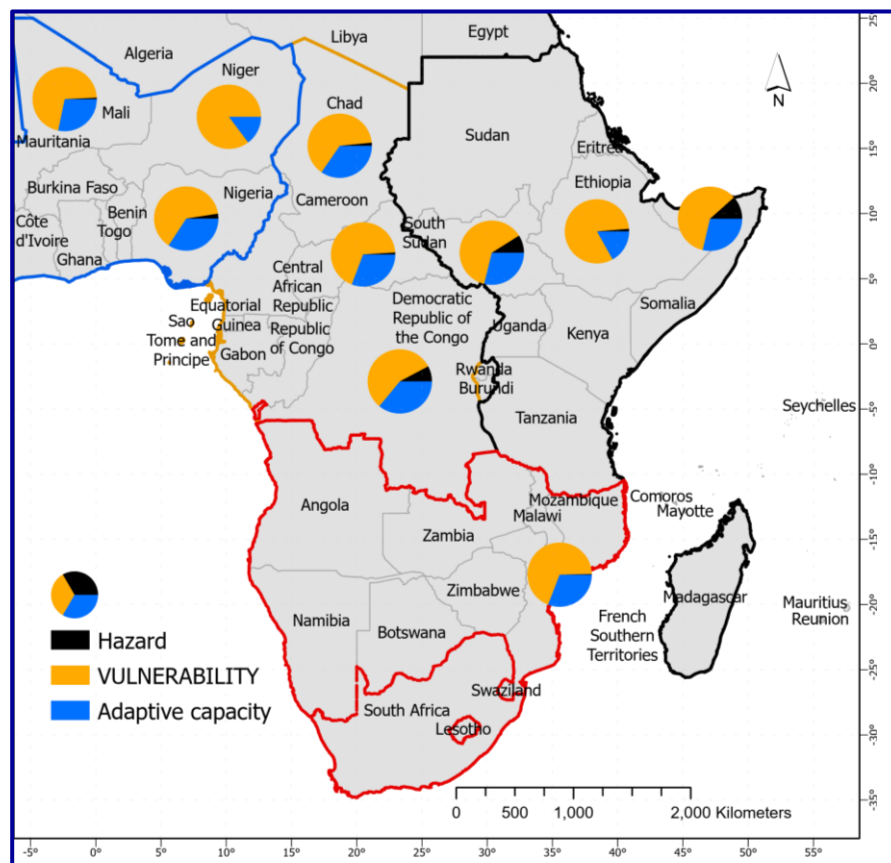 Egypt
Libya
Algeria
Niger
Mali
Chad
Sudan
Mauritania
Eritrea
Ethiopia
Burkina Faso
Nigeria
Cameroon
Benin
Togo
Côte
d'Ivoire
Ghana
South
Sudan
Central
African
Republic
Somalia
Equatorial
Guinea
Sao
Tome and
Principe
Gabon
Republic
of Congo
Democratic
Republic of
the Congo
Uganda
Kenya
Rwanda
Burundi
Tanzania
Seychelles
Angola
Zambia
Mozambique
Malawi
Comoros
Mayotte
Zimbabwe
Namibia
Botswana
Madagascar
Mauritius
Reunion
French
Southern
Territories
Swaziland
South Africa
Lesotho
N
Hazard
VULNERABILITY
Adaptive capacity
0 500 1,000 2,000 Kilometers
25°
20°
15°
10°
5°
0°
-5°
-10°
-15°
-20°
-25°
-30°
-35°
-5° 0° 5° 10° 15° 20° 25° 30° 35° 40° 45° 50° 55°